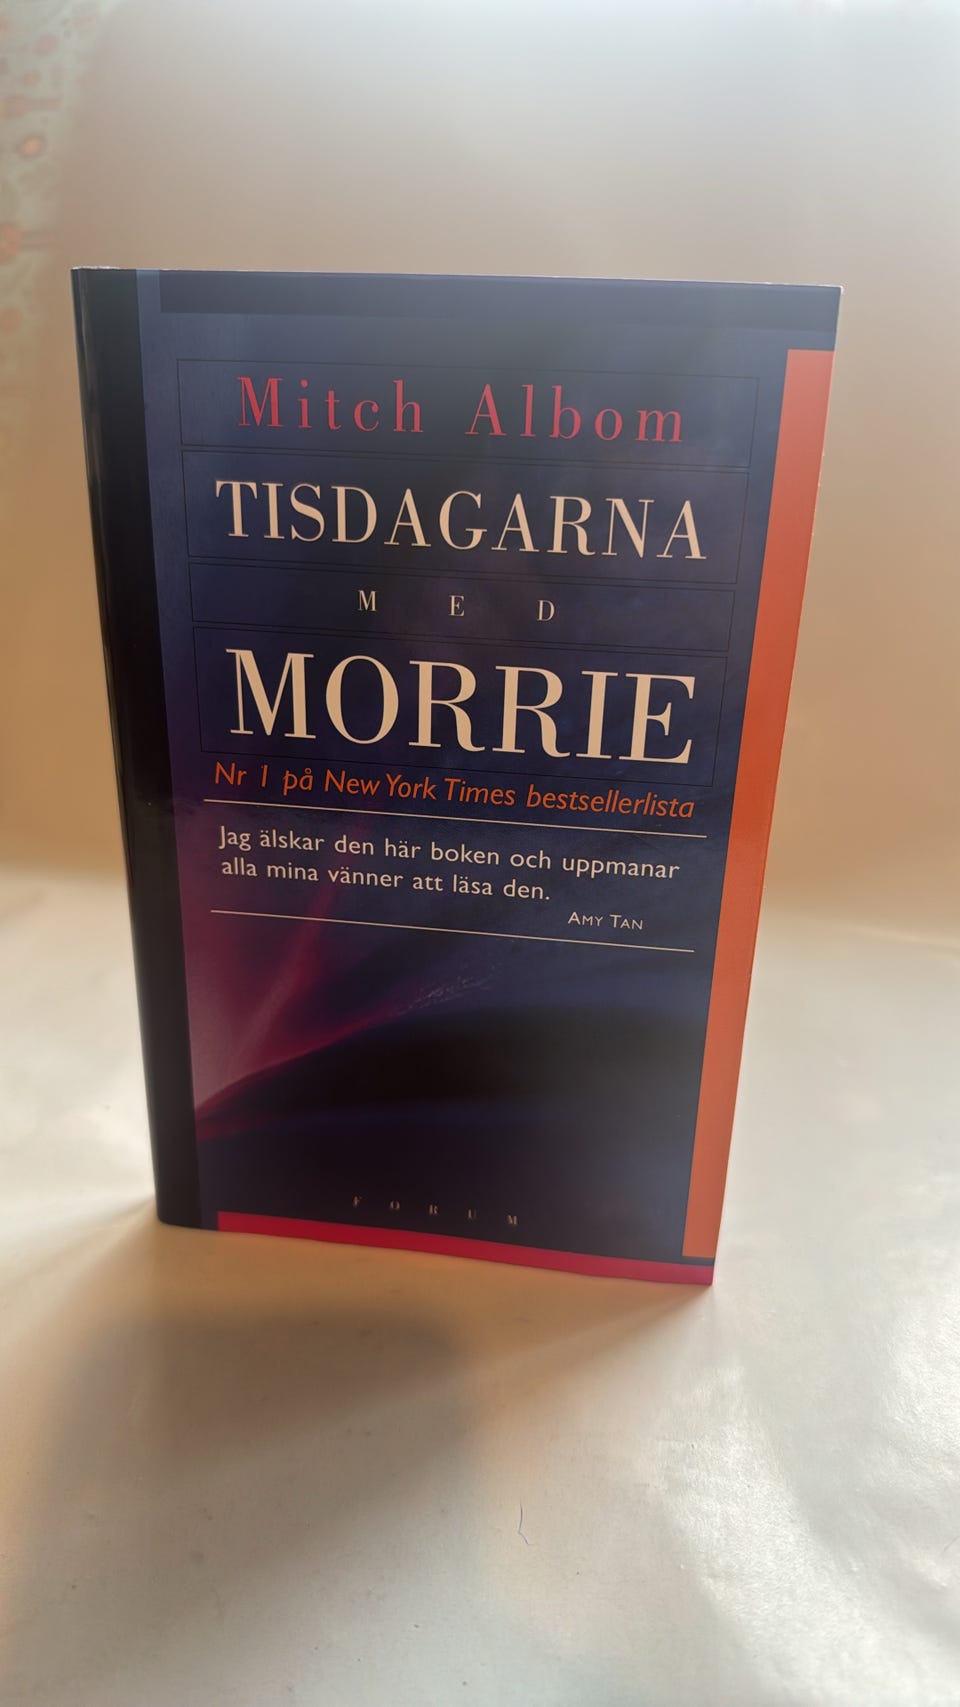 Mitch Albom
TISDAGARNA
MED
MORRIE
Nr 1 på New York Times bestsellerlista
Jag älskar den här boken och uppmanar
alla mina vänner att läsa den.
AMY TAN
FORUM